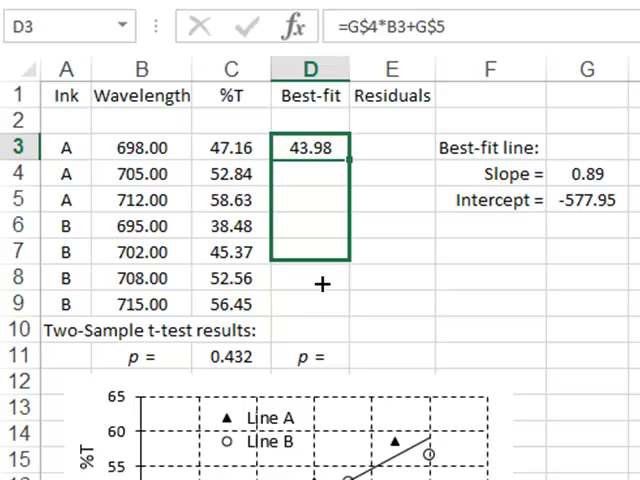 D3 fx =G$4*B3+G$5
A B C D E F G
1 Ink Wavelength %T Best-fit Residuals
2
3 A 698.00 47.16 43.98 Best-fit line:
4 A 705.00 52.84 Slope = 0.89
5 A 712.00 58.63 Intercept = -577.95
6 B 695.00 38.48
7 B 702.00 45.37
8 B 708.00 52.56
9 B 715.00 56.45
10 Two-Sample t-test results:
11 p = 0.432 p =
12
13 65
Line A
14 60
Line B
15 55
%T